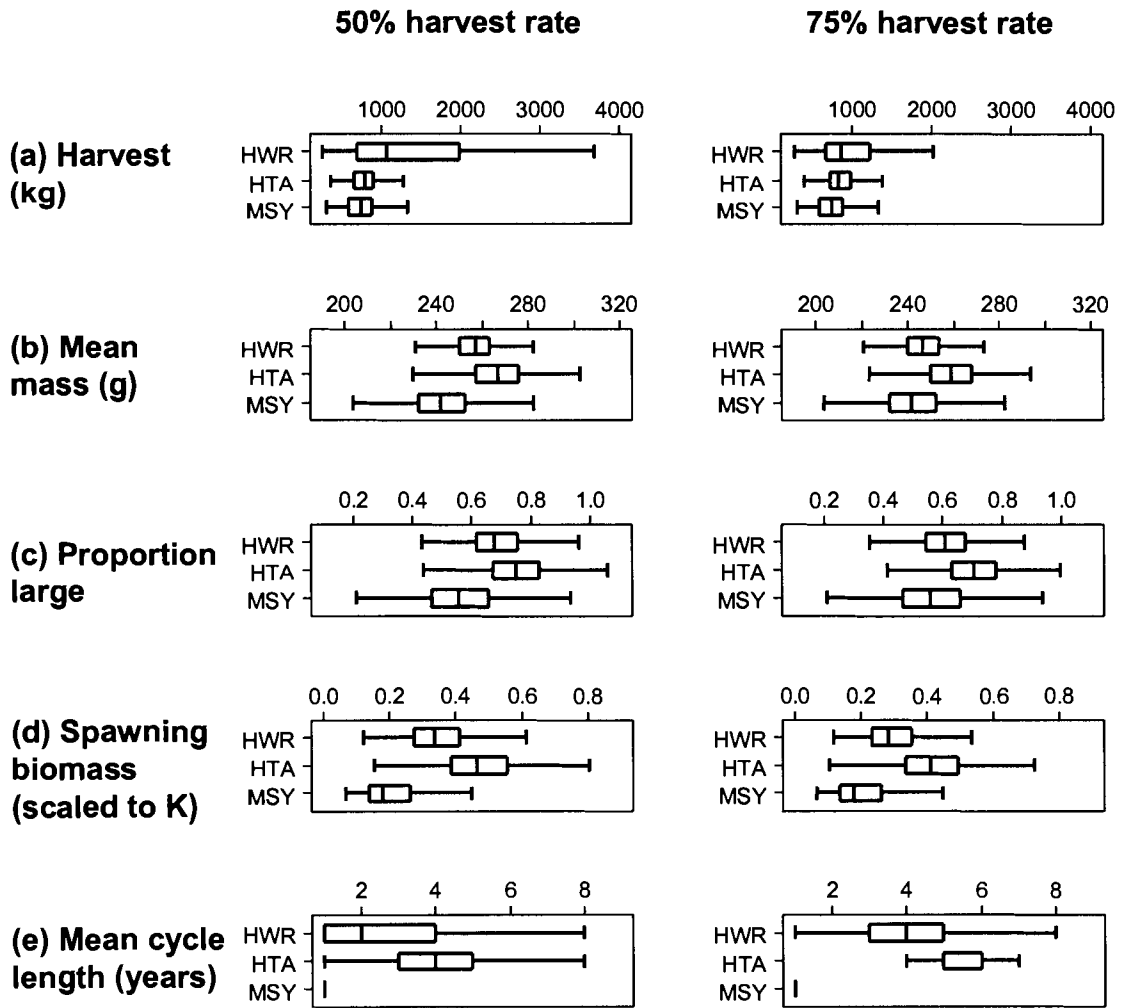 50% harvest rate 75% harvest rate
1000 2000 3000 4000 1000 2000 3000 4000
(a) Harvest
(kg)
HWR HWR
HTA HTA
MSY MSY
200 240 280 320 200 240 280 320
(b) Mean
mass (g)
HWR HWR
HTA HTA
MSY MSY
0.2 0.4 0.6 0.8 1.0 0.2 0.4 0.6 0.8 1.0
(c) Proportion
large
HWR HWR
HTA HTA
MSY MSY
0.0 0.2 0.4 0.6 0.8 0.0 0.2 0.4 0.6 0.8
(d) Spawning
biomass
(scaled to K)
HWR HWR
HTA HTA
MSY MSY
2 4 6 8 2 4 6 8
(e) Mean cycle
length (years)
HWR HWR
HTA HTA
MSY MSY